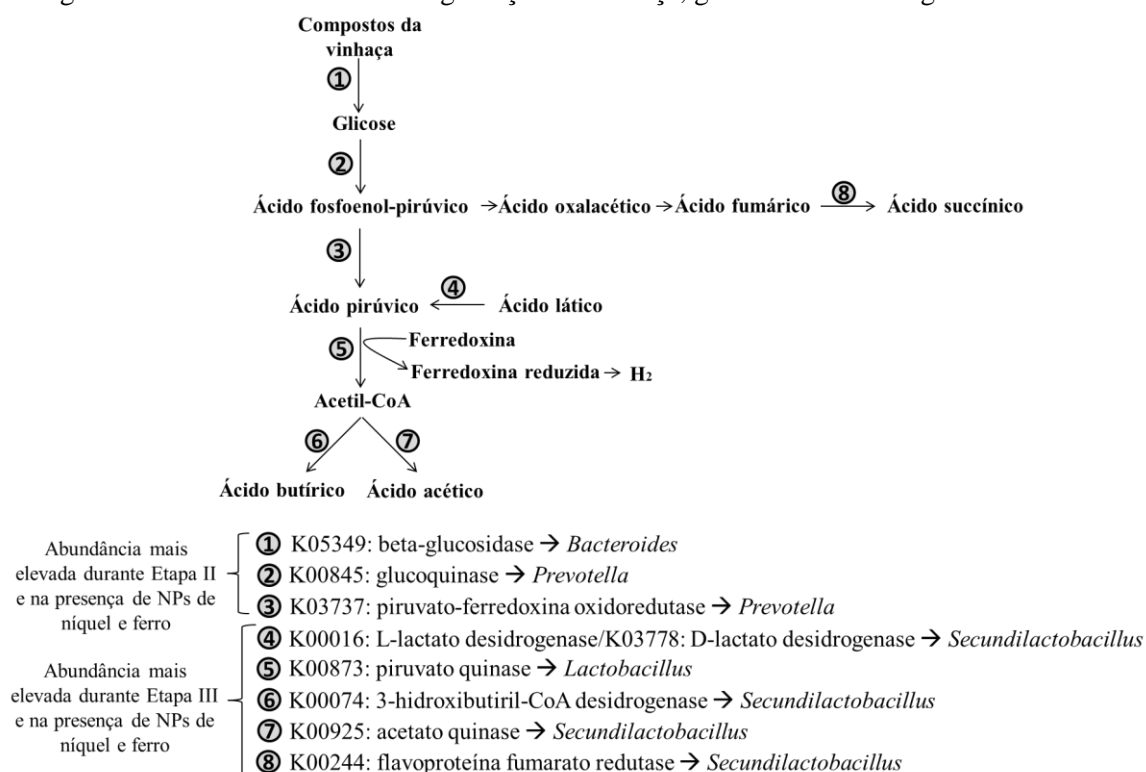 Compostos da
vinhaça
①
Glicose
②
Ácido fosfoenol-pirúvico → Ácido oxalacético → Ácido fumárico ⑧ → Ácido succínico
③
Ácido pirúvico ④ ← Ácido lático
⑤
Ferredoxina
Ferredoxina reduzida → H₂
Acetil-CoA
⑥ ⑦
Ácido butírico Ácido acético
Abundância mais
elevada durante Etapa II
e na presença de NPs de
níquel e ferro
① K05349: beta-glucosidase → Bacteroides
② K00845: glucoquinase → Prevotella
③ K03737: piruvato-ferredoxina oxidoredutase → Prevotella
Abundância mais
elevada durante Etapa III
e na presença de NPs de
níquel e ferro
④ K00016: L-lactato desidrogenase/K03778: D-lactato desidrogenase → Secundilactobacillus
⑤ K00873: piruvato quinase → Lactobacillus
⑥ K00074: 3-hidroxibutiril-CoA desidrogenase → Secundilactobacillus
⑦ K00925: acetato quinase → Secundilactobacillus
⑧ K00244: flavoproteína fumarato redutase → Secundilactobacillus